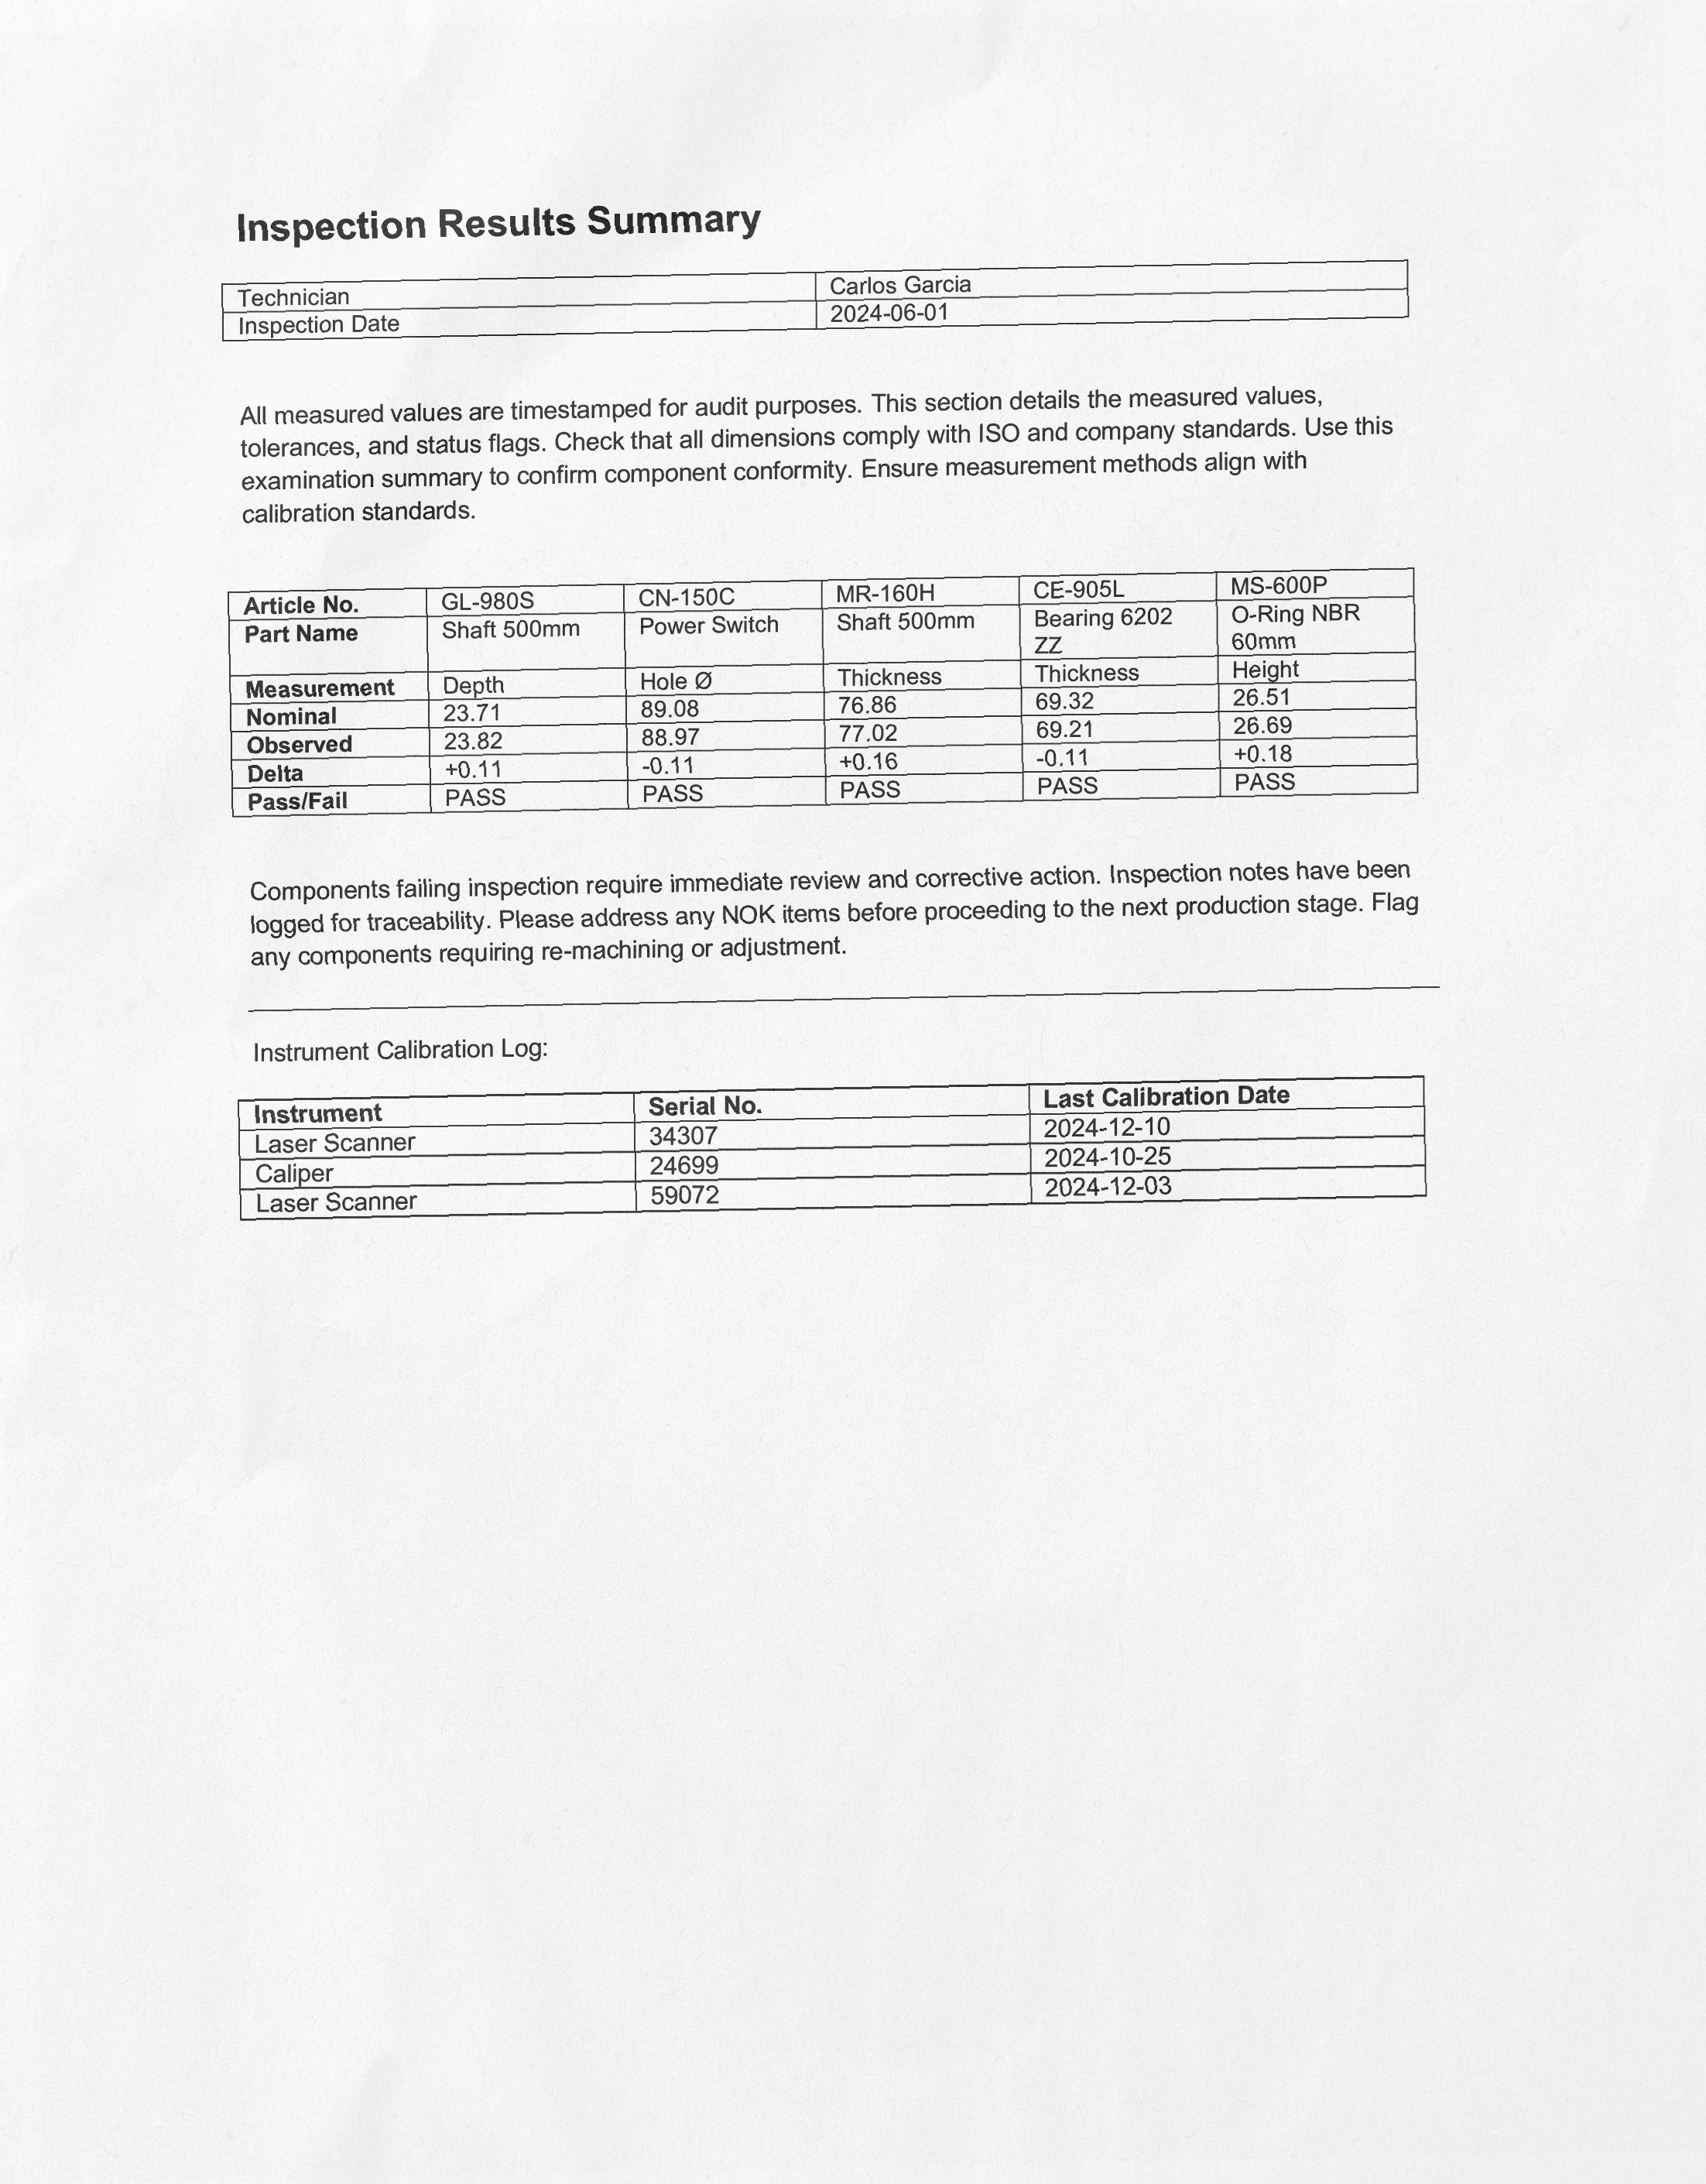 Inspection Results Summary
Technician Carlos Garcia
Inspection Date 2024-06-01
All measured values are timestamped for audit purposes. This section details the measured values,
tolerances, and status flags. Check that all dimensions comply with ISO and company standards. Use this
examination summary to confirm component conformity. Ensure measurement methods align with
calibration standards.
Article No. GL-980S CN-150C MR-160H CE-905L MS-600P
Part Name Shaft 500mm Power Switch Shaft 500mm Bearing 6202 O-Ring NBR
ZZ 60mm
Measurement Depth Hole Ø Thickness Thickness Height
Nominal 23.71 89.08 76.86 69.32 26.51
Observed 23.82 88.97 77.02 69.21 26.69
Delta +0.11 -0.11 +0.16 -0.11 +0.18
Pass/Fail PASS PASS PASS PASS PASS
Components failing inspection require immediate review and corrective action. Inspection notes have been
logged for traceability. Please address any NOK items before proceeding to the next production stage. Flag
any components requiring re-machining or adjustment.
Instrument Calibration Log:
Instrument Serial No. Last Calibration Date
Laser Scanner 34307 2024-12-10
Caliper 24699 2024-10-25
Laser Scanner 59072 2024-12-03